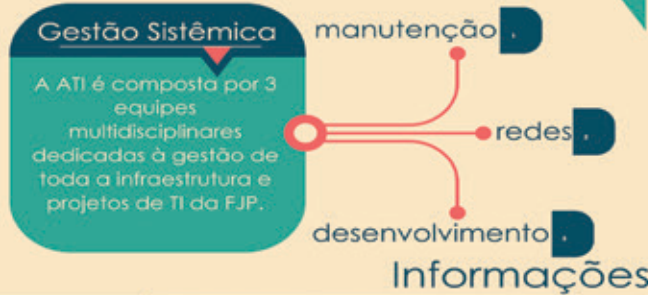 Gestão Sistêmica
A ATI é composta por 3
equipes
multidisciplinares
dedicadas à gestão de
toda a infraestrutura e
projetos de TI da FJP.
manutenção
redes
desenvolvimento
Informações